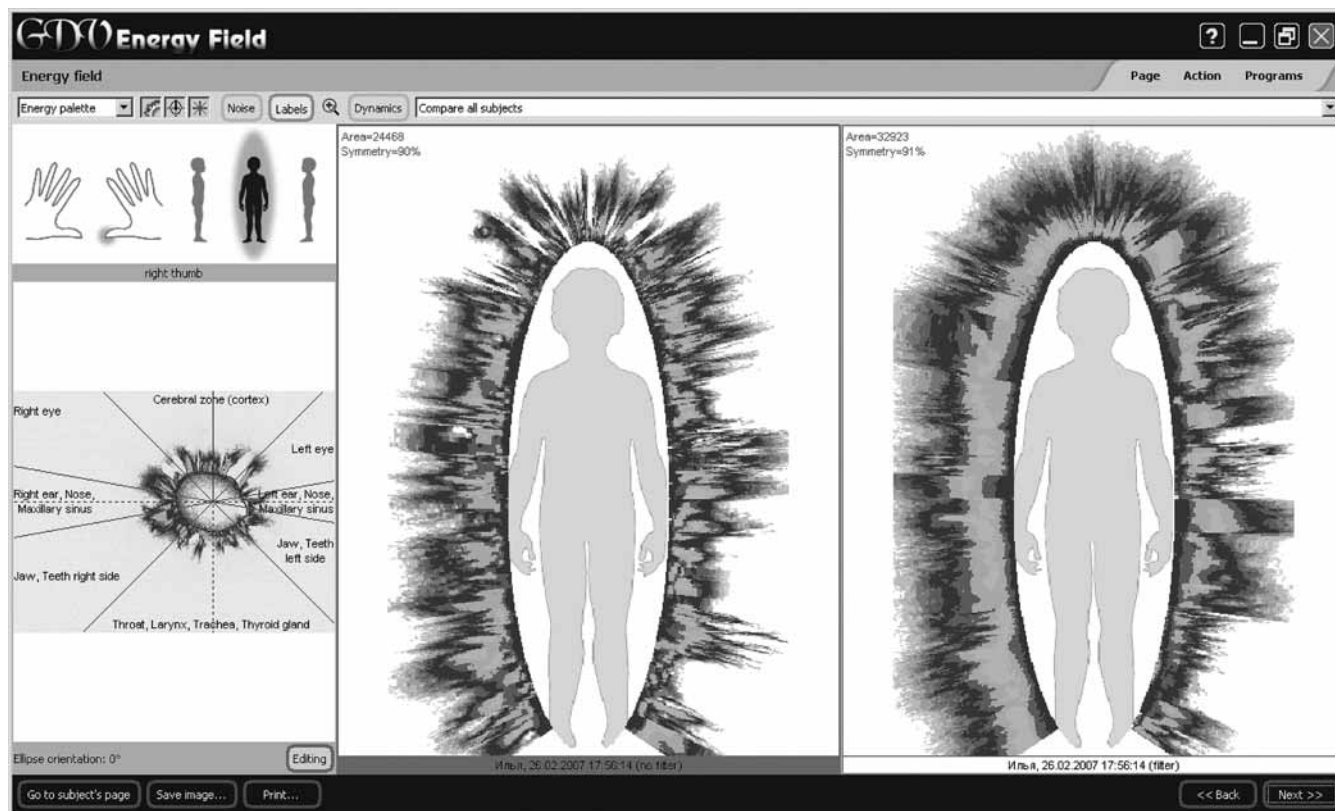 GDV Energy Field
?
Energy field
Page Action Programs
Energy palette Noise Labels Dynamics Compare all subjects
right thumb
Cerebral zone (cortex)
Right eye
Left eye
Right ear, Nose,
Maxillary sinus
Left ear, Nose,
Maxillary sinus
Jaw, Teeth
left side
Jaw, Teeth right side
Throat, Larynx, Trachea, Thyroid gland
Ellipse orientation: 0° Editing
Area=24468
Symmetry=90%
Илья, 26.02.2007 17:56:14 (no filter)
Area=32923
Symmetry=91%
Илья, 26.02.2007 17:56:14 (filter)
Go to subject's page Save image... Print... << Back Next >>